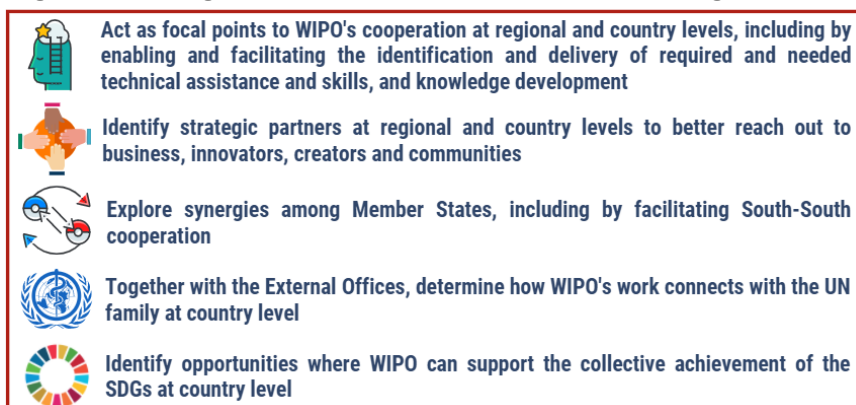 Act as focal points to WIPO's cooperation at regional and country levels, including by
enabling and facilitating the identification and delivery of required and needed
technical assistance and skills, and knowledge development
Identify strategic partners at regional and country levels to better reach out to
business, innovators, creators and communities
Explore synergies among Member States, including by facilitating South-South
cooperation
Together with the External Offices, determine how WIPO's work connects with the UN
family at country level
Identify opportunities where WIPO can support the collective achievement of the
SDGs at country level